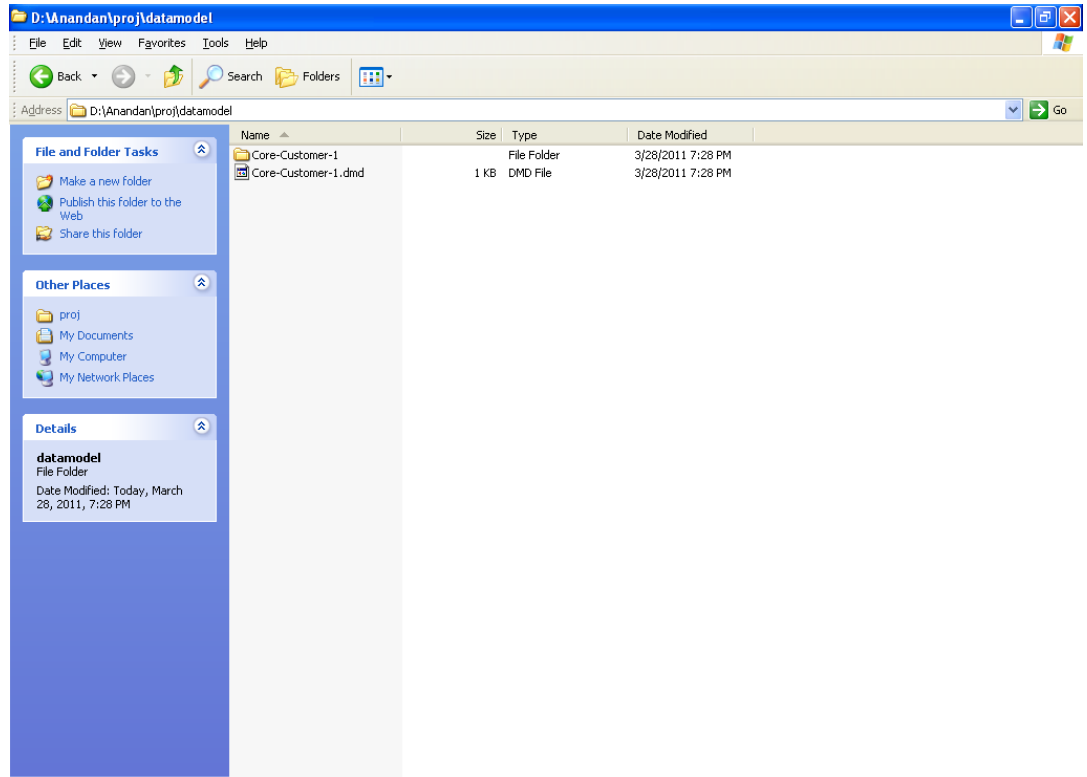 D:\Anandan\proj\datamodel
File Edit View Favorites Tools Help
Back Search Folders
Address D:\Anandan\proj\datamodel Go
Name Size Type Date Modified
Core-Customer-1 File Folder 3/28/2011 7:28 PM
Core-Customer-1.dmd 1 KB DMD File 3/28/2011 7:28 PM
File and Folder Tasks
Make a new folder
Publish this folder to the
Web
Share this folder
Other Places
proj
My Documents
My Computer
My Network Places
Details
datamodel
File Folder
Date Modified: Today, March
28, 2011, 7:28 PM